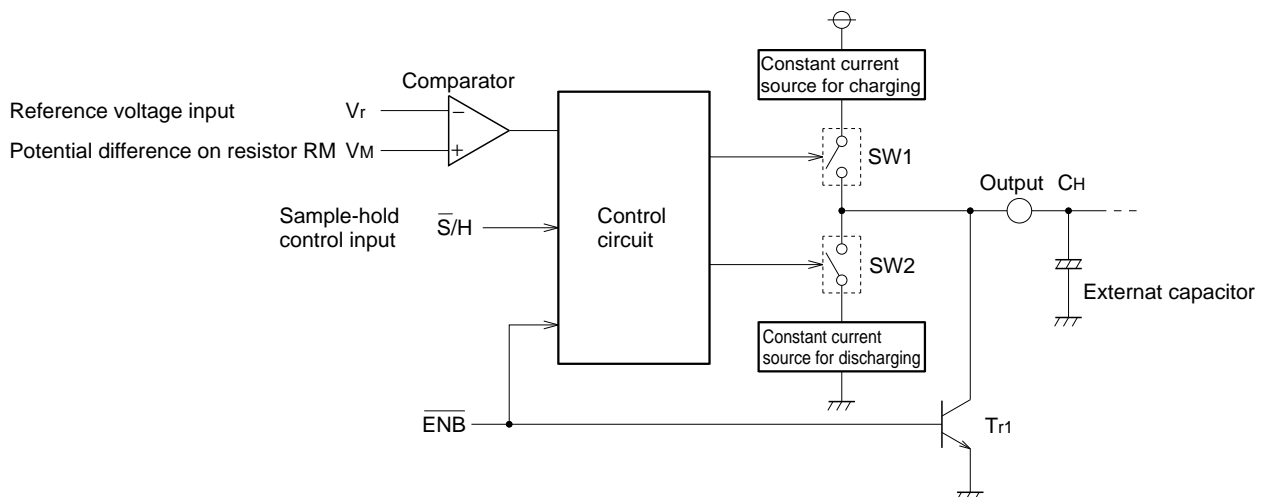 Constant current
source for charging
Comparator
Reference voltage input Vr −
Potential difference on resistor RM VM +
SW1
Output CH
Sample-hold
control input
S̅/H
Control
circuit
SW2
Externat capacitor
Constant current
source for discharging
E̅N̅B̅
Tr1